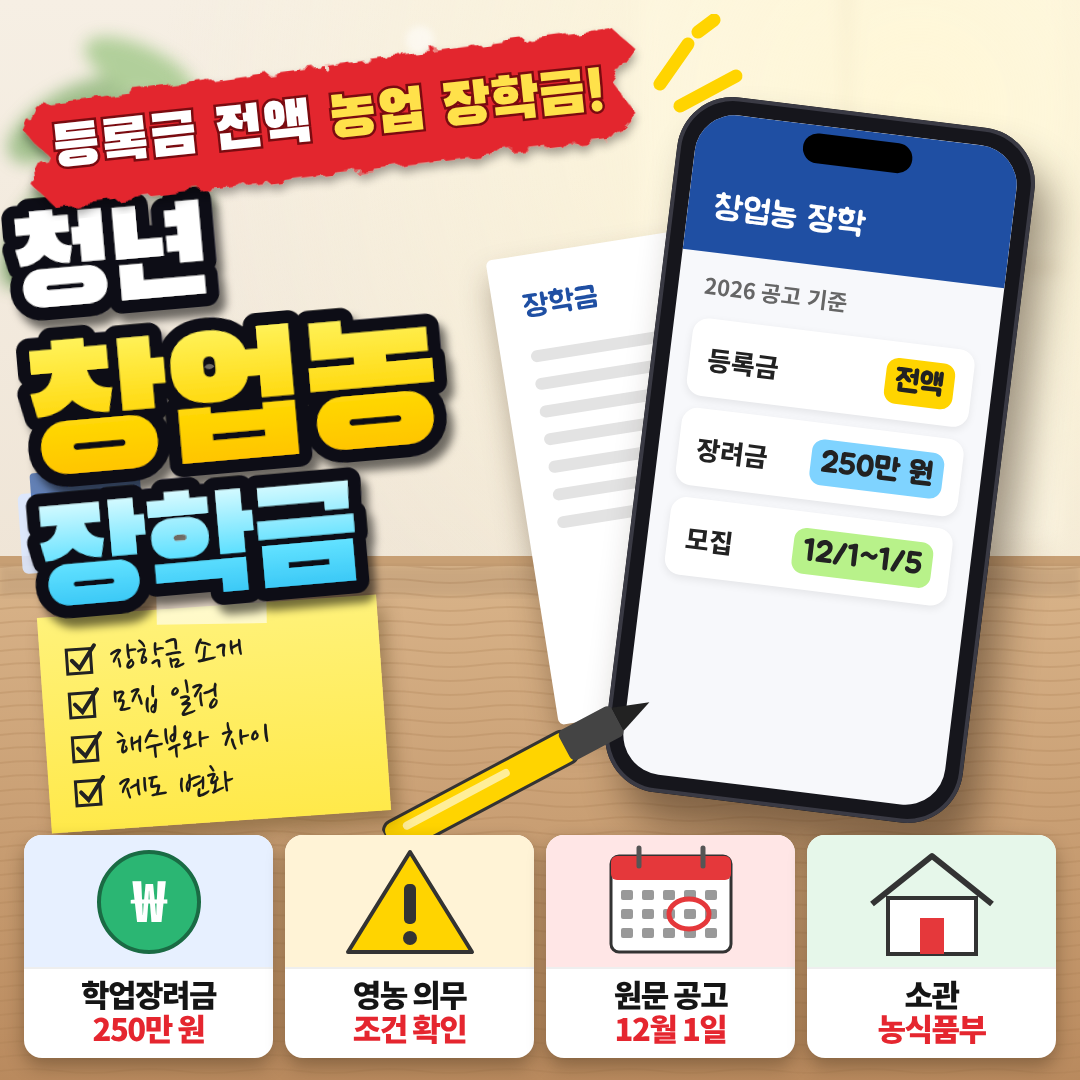 등록금 전액 농업 장학금!
청년
창업농
장학금
장학금
창업농 장학
2026 공고 기준
등록금 전액
장려금 250만 원
모집 12/1~1/5
장학금 소개
모집 일정
해수부와 차이
제도 변화
₩
학업장려금
250만 원
영농 의무
조건 확인
원문 공고
12월 1일
소관
농식품부